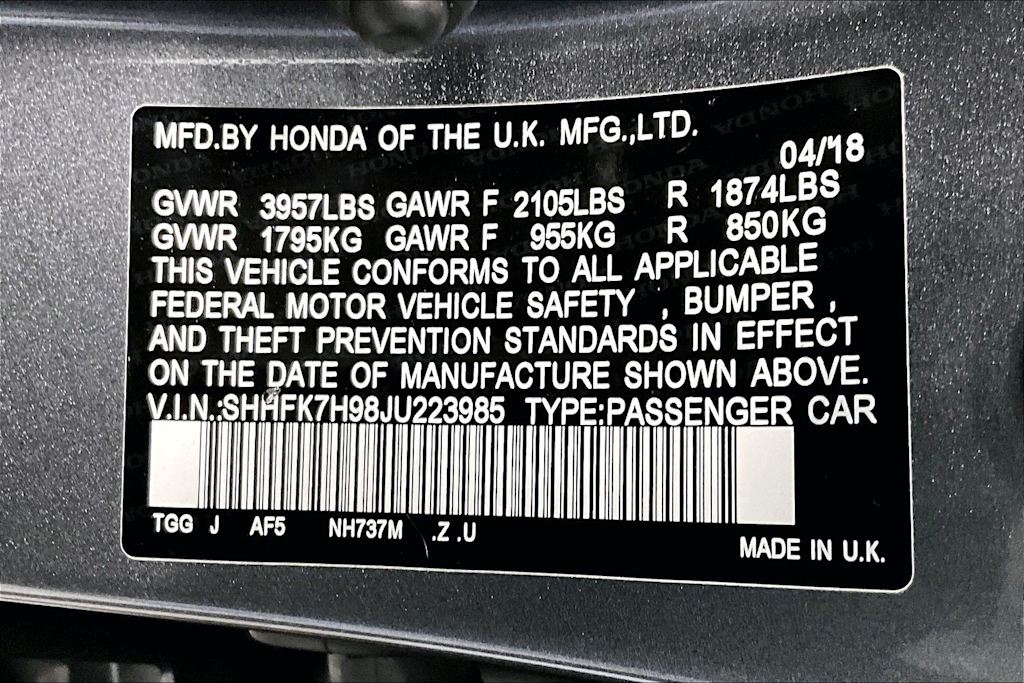 MFD.BY HONDA OF THE U.K. MFG.,LTD.
04/18
GVWR 3957LBS GAWR F 2105LBS R 1874LBS
GVWR 1795KG GAWR F 955KG R 850KG
THIS VEHICLE CONFORMS TO ALL APPLICABLE
FEDERAL MOTOR VEHICLE SAFETY , BUMPER ,
AND THEFT PREVENTION STANDARDS IN EFFECT
ON THE DATE OF MANUFACTURE SHOWN ABOVE.
V.I.N.:SHHFK7H98JU223985 TYPE:PASSENGER CAR
TGG J AF5 NH737M .Z .U
MADE IN U.K.